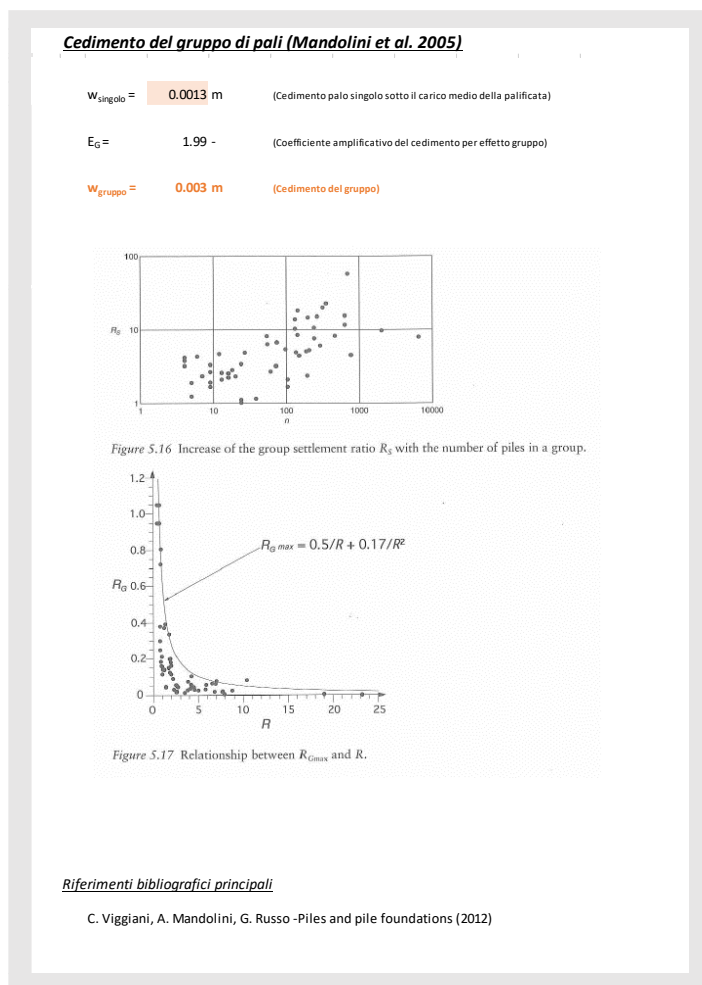 Cedimento del gruppo di pali (Mandolini et al. 2005)
wsingolo = 0.0013 m (Cedimento palo singolo sotto il carico medio della palificata)
EG = 1.99 - (Coefficiente amplificativo del cedimento per effetto gruppo)
wgruppo = 0.003 m (Cedimento del gruppo)
100
RS 10
1
1 10 100 1000 10000
n
Figure 5.16 Increase of the group settlement ratio RS with the number of piles in a group.
1.2
1.0
0.8
RG max = 0.5/R + 0.17/R²
RG 0.6
0.4
0.2
0
0 5 10 15 20 25
R
Figure 5.17 Relationship between RGmax and R.
Riferimenti bibliografici principali
C. Viggiani, A. Mandolini, G. Russo -Piles and pile foundations (2012)